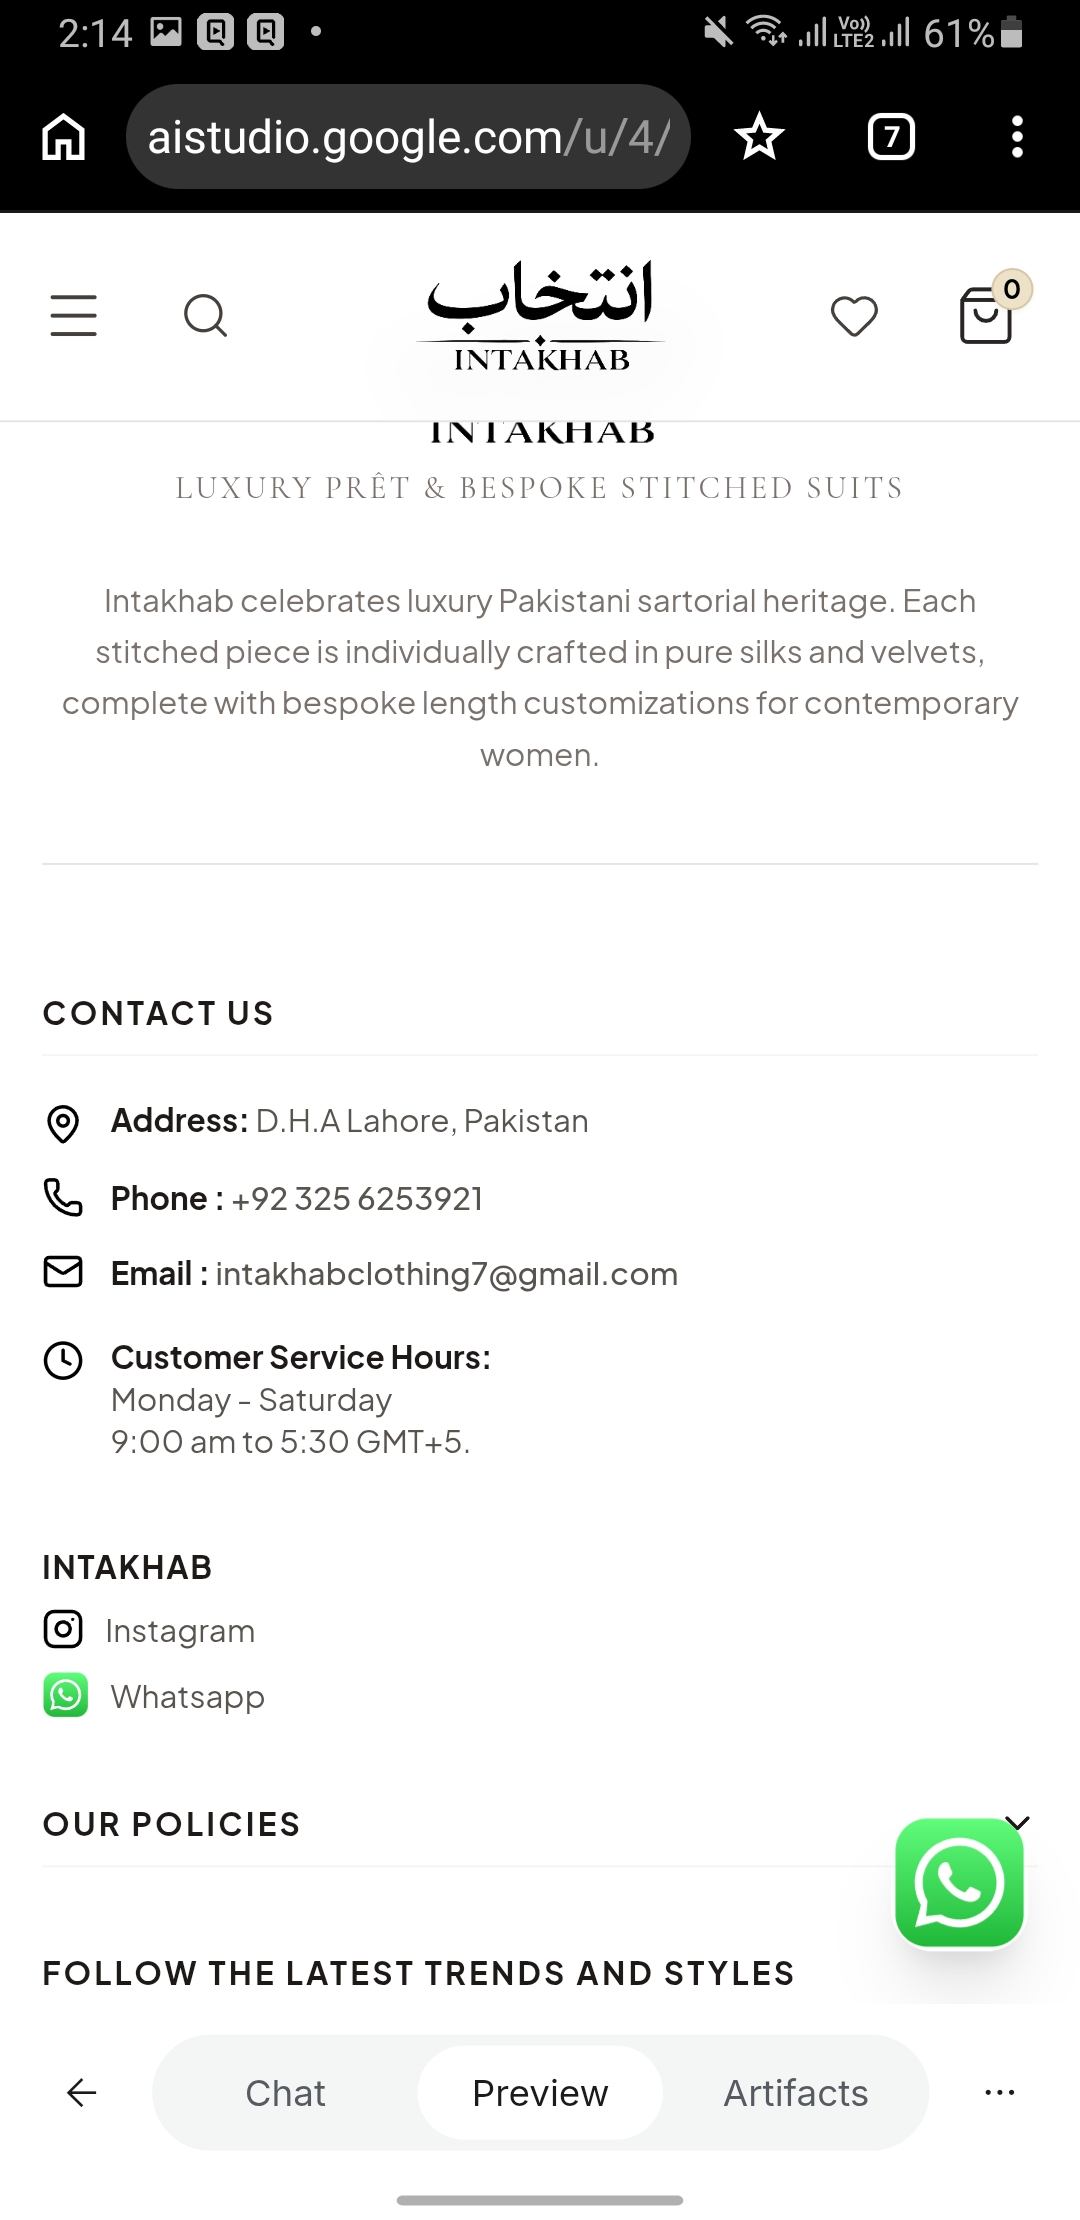 2:14
Vo))
LTE2
61%
aistudio.google.com/u/4/
7
انتخاب
INTAKHAB
0
INTAKHAB
LUXURY PRÊT & BESPOKE STITCHED SUITS
Intakhab celebrates luxury Pakistani sartorial heritage. Each
stitched piece is individually crafted in pure silks and velvets,
complete with bespoke length customizations for contemporary
women.
CONTACT US
Address: D.H.A Lahore, Pakistan
Phone : +92 325 6253921
Email : intakhabclothing7@gmail.com
Customer Service Hours:
Monday - Saturday
9:00 am to 5:30 GMT+5.
INTAKHAB
Instagram
Whatsapp
OUR POLICIES
FOLLOW THE LATEST TRENDS AND STYLES
Chat
Preview
Artifacts